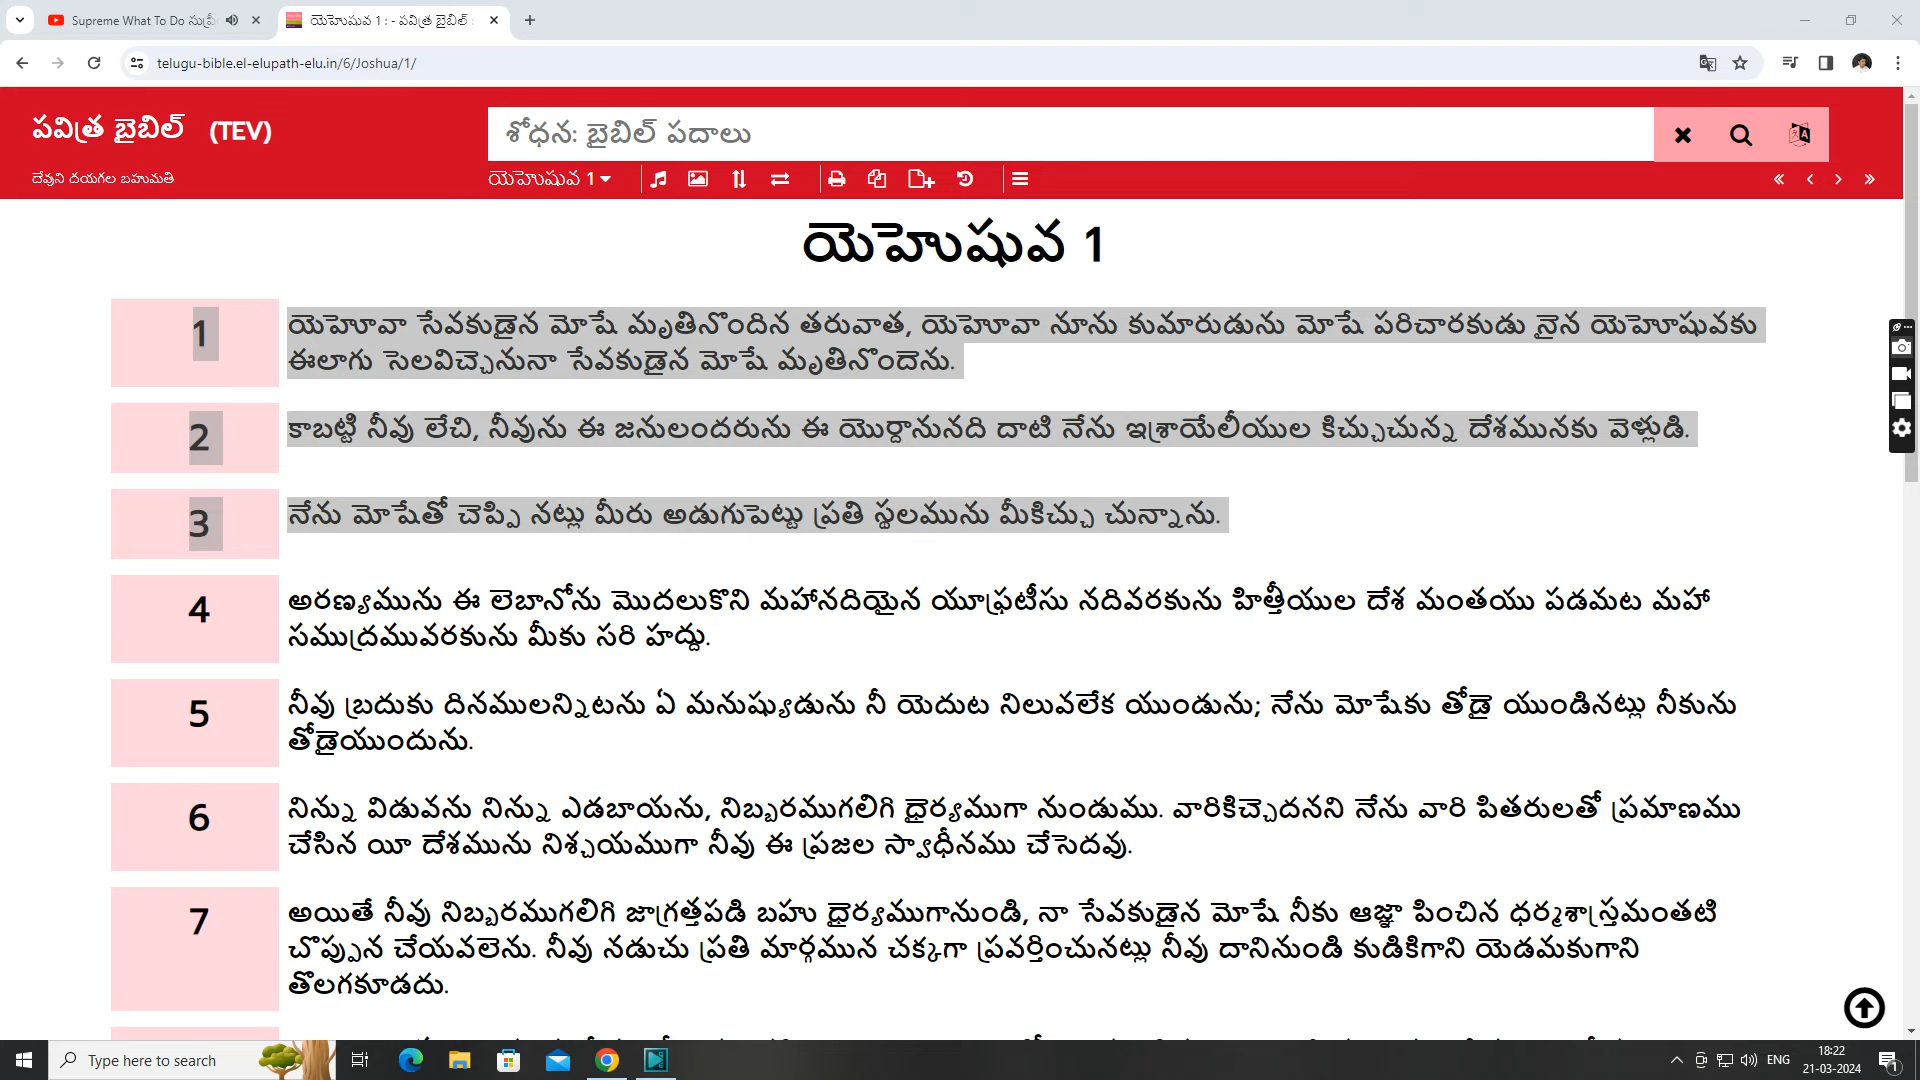 Supreme What To Do సుప్రీ
యెహెుషువ 1 : - పవిత్ర బైబిల్
telugu-bible.el-elupath-elu.in/6/Joshua/1/
పవిత్ర బైబిల్ (TEV)
శోధన: బైబిల్ పదాలు
దేవుని దయగల బహుమతి
యెహెుషువ 1
యెహెుషువ 1
1 యెహెూవా సేవకుడైన మోషే మృతినొందిన తరువాత, యెహెూవా నూను కుమారుడును మోషే పరిచారకుడు నైన యెహెూషువకు
ఈలాగు సెలవిచ్చెనునా సేవకుడైన మోషే మృతినొందెను.
2 కాబట్టి నీవు లేచి, నీవును ఈ జనులందరును ఈ యొర్దానునది దాటి నేను ఇశ్రాయేలీయుల కిచ్చుచున్న దేశమునకు వెళ్లుడి.
3 నేను మోషేతో చెప్పి నట్లు మీరు అడుగుపెట్టు ప్రతి స్థలమును మీకిచ్చు చున్నాను.
4 అరణ్యమును ఈ లెబానోను మొదలుకొని మహానదియైన యూఫ్రటీసు నదివరకును హిత్తీయుల దేశ మంతయు పడమట మహా
సముద్రమువరకును మీకు సరి హద్దు.
5 నీవు బ్రదుకు దినములన్నిటను ఏ మనుష్యుడును నీ యెదుట నిలువలేక యుండును; నేను మోషేకు తోడై యుండినట్లు నీకును
తోడైయుందును.
6 నిన్ను విడువను నిన్ను ఎడబాయను, నిబ్బరముగలిగి ధైర్యముగా నుండుము. వారికిచ్చెదనని నేను వారి పితరులతో ప్రమాణము
చేసిన యీ దేశమును నిశ్చయముగా నీవు ఈ ప్రజల స్వాధీనము చేసెదవు.
7 అయితే నీవు నిబ్బరముగలిగి జాగ్రత్తపడి బహు ధైర్యముగానుండి, నా సేవకుడైన మోషే నీకు ఆజ్ఞా పించిన ధర్మశాస్త్రమంతటి
చొప్పున చేయవలెను. నీవు నడుచు ప్రతి మార్గమున చక్కగా ప్రవర్తించునట్లు నీవు దానినుండి కుడికిగాని యెడమకుగాని
తొలగకూడదు.
Type here to search
ENG
18:22
21-03-2024
1